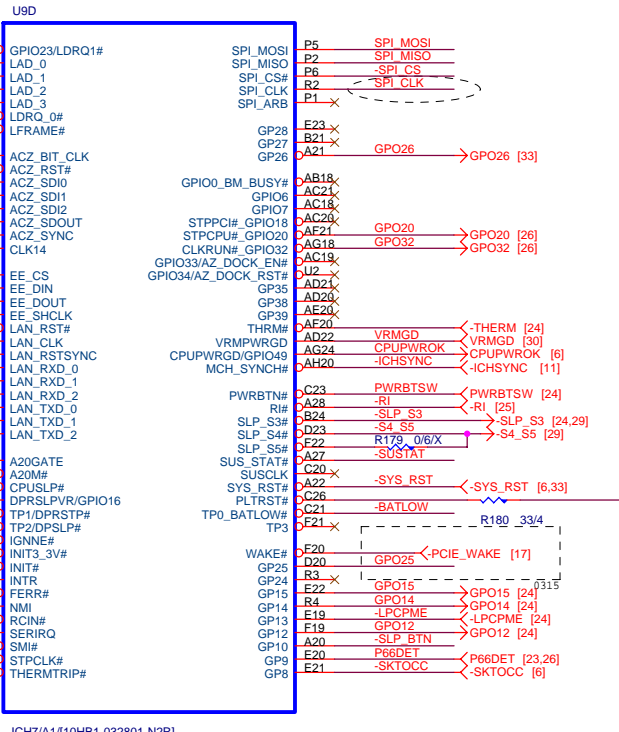 U9D
GPIO23/LDRQ1# SPI_MOSI P5 SPI_MOSI
LAD_0 SPI_MISO P2 SPI_MISO
LAD_1 SPI_CS# P6 -SPI_CS
LAD_2 SPI_CLK R2 SPI_CLK
LAD_3 SPI_ARB P1
LDRQ_0#
LFRAME# GP28 E23
GP27 B21
ACZ_BIT_CLK GP26 A21 GPO26 GPO26 [33]
ACZ_RST#
ACZ_SDI0 GPIO0_BM_BUSY# AB18
ACZ_SDI1 GPIO6 AC21
ACZ_SDI2 GPIO7 AC18
ACZ_SDOUT STPPCI#_GPIO18 AC20
ACZ_SYNC STPCPU#_GPIO20 AF21 GPO20 GPO20 [26]
CLK14 CLKRUN#_GPIO32 AG18 GPO32 GPO32 [26]
GPIO33/AZ_DOCK_EN# AC19
EE_CS GPIO34/AZ_DOCK_RST# U2
EE_DIN GP35 AD21
EE_DOUT GP38 AD20
EE_SHCLK GP39 AE20
LAN_RST# THRM# AF20 -THERM [24]
LAN_CLK VRMPWRGD AD22 VRMGD VRMGD [30]
LAN_RSTSYNC CPUPWRGD/GPIO49 AG24 CPUPWROK CPUPWROK [6]
LAN_RXD_0 MCH_SYNCH# AH20 -ICHSYNC -ICHSYNC [11]
LAN_RXD_1
LAN_RXD_2 PWRBTN# C23 PWRBTSW PWRBTSW [24]
LAN_TXD_0 RI# A28 -RI -RI [25]
LAN_TXD_1 SLP_S3# B24 -SLP_S3 -SLP_S3 [24,29]
LAN_TXD_2 SLP_S4# D23 -S4_S5 -S4_S5 [29]
SLP_S5# F22 R179 0/6/X
A20GATE SUS_STAT# A27 -SUSTAT
A20M# SUSCLK C20
CPUSLP# SYS_RST# A22 -SYS_RST -SYS_RST [6,33]
DPRSLPVR/GPIO16 PLTRST# C26
TP1/DPRSTP# TP0_BATLOW# C21 -BATLOW
R180 33/4
TP2/DPSLP# TP3 F21
IGNNE#
INIT3_3V# WAKE# F20 -PCIE_WAKE [17]
INIT# GP25 D20 GPO25
INTR GP24 R3
0315
FERR# GP15 E22 GPO15 GPO15 [24]
NMI GP14 R4 GPO14 GPO14 [24]
RCIN# GP13 E19 -LPCPME -LPCPME [24]
SERIRQ GP12 F19 GPO12 GPO12 [24]
SMI# GP10 A20 -SLP_BTN
STPCLK# GP9 E20 P66DET P66DET [23,26]
THERMTRIP# GP8 E21 -SKTOCC -SKTOCC [6]
ICH7/A1/[10HB1-032801-N2R]